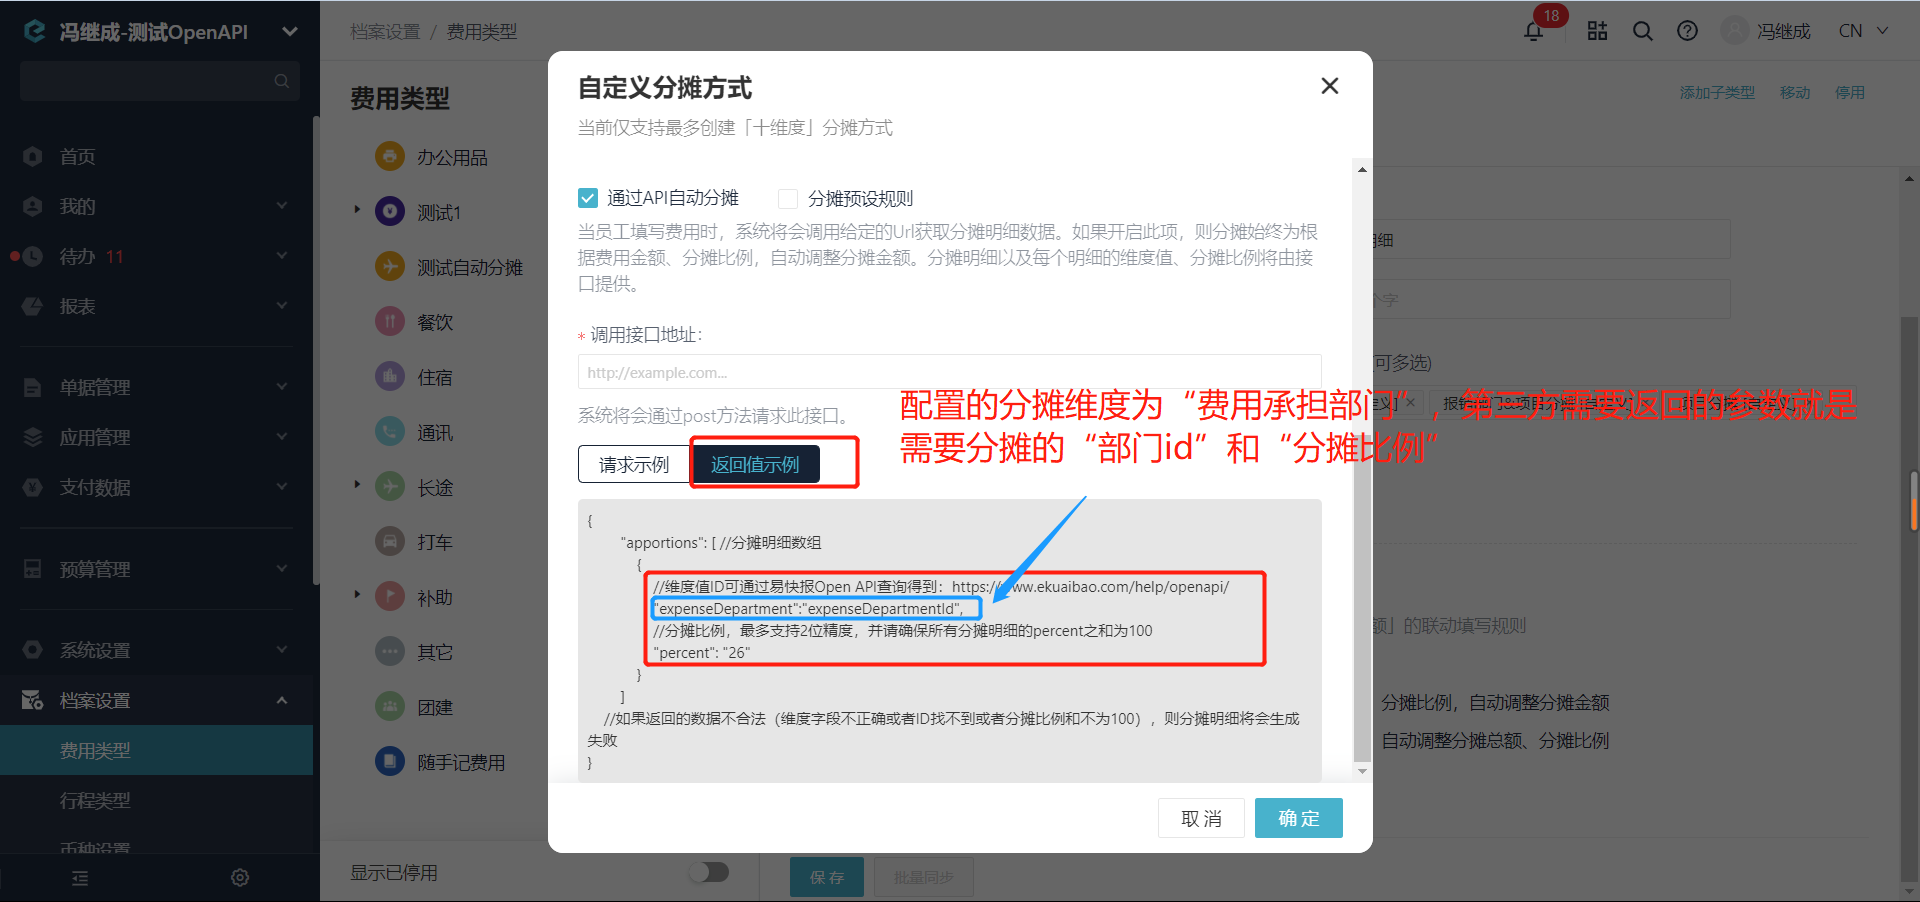 冯继成-测试OpenAPI
档案设置 / 费用类型
18
冯继成
CN
首页
我的
待办 11
报表
单据管理
应用管理
支付数据
预算管理
系统设置
档案设置
费用类型
行程类型
币种设置
费用类型
办公用品
测试1
测试自动分摊
餐饮
住宿
通讯
长途
打车
补助
其它
团建
随手记费用
显示已停用
添加子类型 移动 停用
自定义分摊方式
当前仅支持最多创建「十维度」分摊方式
通过API自动分摊 分摊预设规则
当员工填写费用时，系统将会调用给定的Url获取分摊明细数据。如果开启此项，则分摊始终为根
据费用金额、分摊比例，自动调整分摊金额。分摊明细以及每个明细的维度值、分摊比例将由接
口提供。
* 调用接口地址：
http://example.com...
系统将会通过post方法请求此接口。
配置的分摊维度为“费用承担部门”，第三方需要返回的参数就是
需要分摊的“部门id”和“分摊比例”
请求示例 返回值示例
{
"apportions": [ //分摊明细数组
{
//维度值ID可通过易快报Open API查询得到：https://www.ekuaibao.com/help/openapi/
"expenseDepartment":"expenseDepartmentId",
//分摊比例，最多支持2位精度，并请确保所有分摊明细的percent之和为100
"percent": "26"
}
]
//如果返回的数据不合法（维度字段不正确或者ID找不到或者分摊比例和不为100），则分摊明细将会生成
失败
}
取 消 确 定
明细
个字
可多选)
」的联动填写规则
分摊比例，自动调整分摊金额
自动调整分摊总额、分摊比例
保 存 批量同步